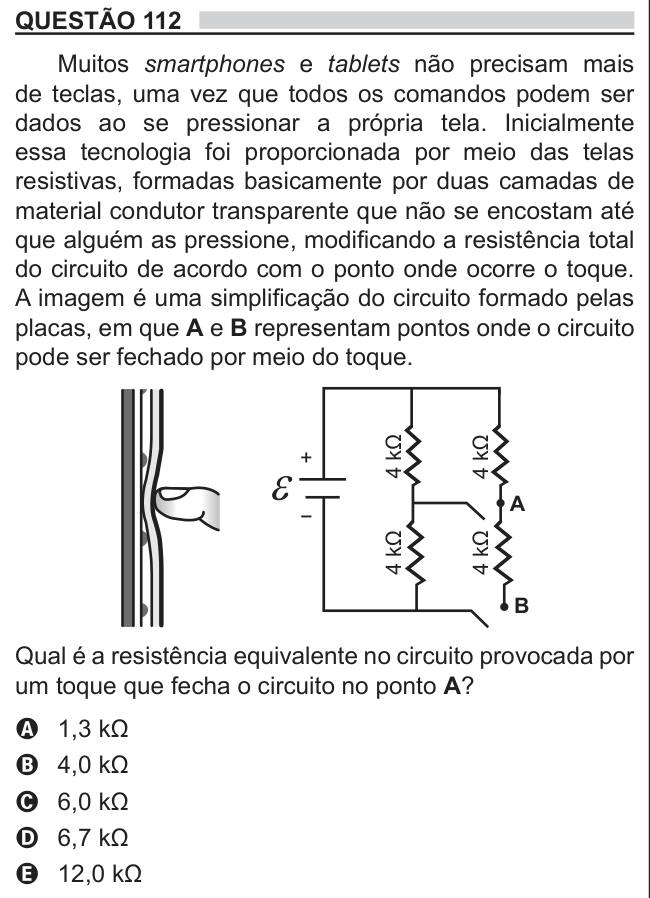 QUESTÃO 112
Muitos smartphones e tablets não precisam mais
de teclas, uma vez que todos os comandos podem ser
dados ao se pressionar a própria tela. Inicialmente
essa tecnologia foi proporcionada por meio das telas
resistivas, formadas basicamente por duas camadas de
material condutor transparente que não se encostam até
que alguém as pressione, modificando a resistência total
do circuito de acordo com o ponto onde ocorre o toque.
A imagem é uma simplificação do circuito formado pelas
placas, em que A e B representam pontos onde o circuito
pode ser fechado por meio do toque.
+
ε
−
4 kΩ
4 kΩ
A
4 kΩ
4 kΩ
B
Qual é a resistência equivalente no circuito provocada por
um toque que fecha o circuito no ponto A?
A 1,3 kΩ
B 4,0 kΩ
C 6,0 kΩ
D 6,7 kΩ
E 12,0 kΩ